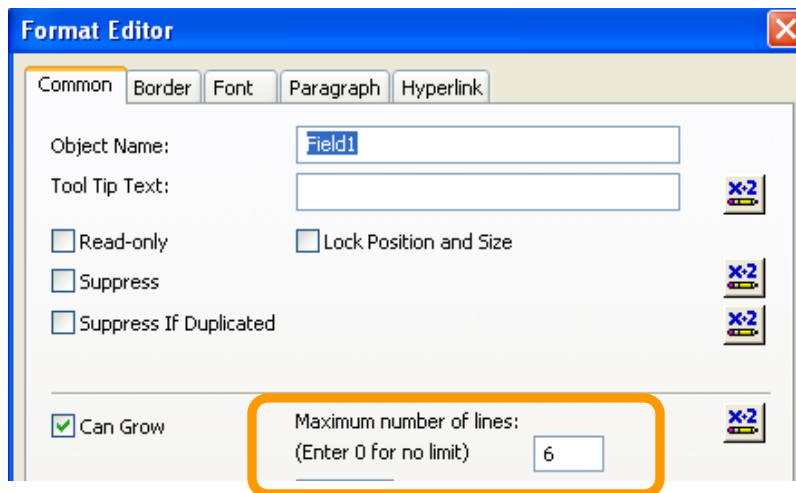 Format Editor
Common Border Font Paragraph Hyperlink
Object Name: Field1
Tool Tip Text:
X+2
Read-only Lock Position and Size
Suppress
X+2
Suppress If Duplicated
X+2
Can Grow Maximum number of lines:
X+2
(Enter 0 for no limit) 6